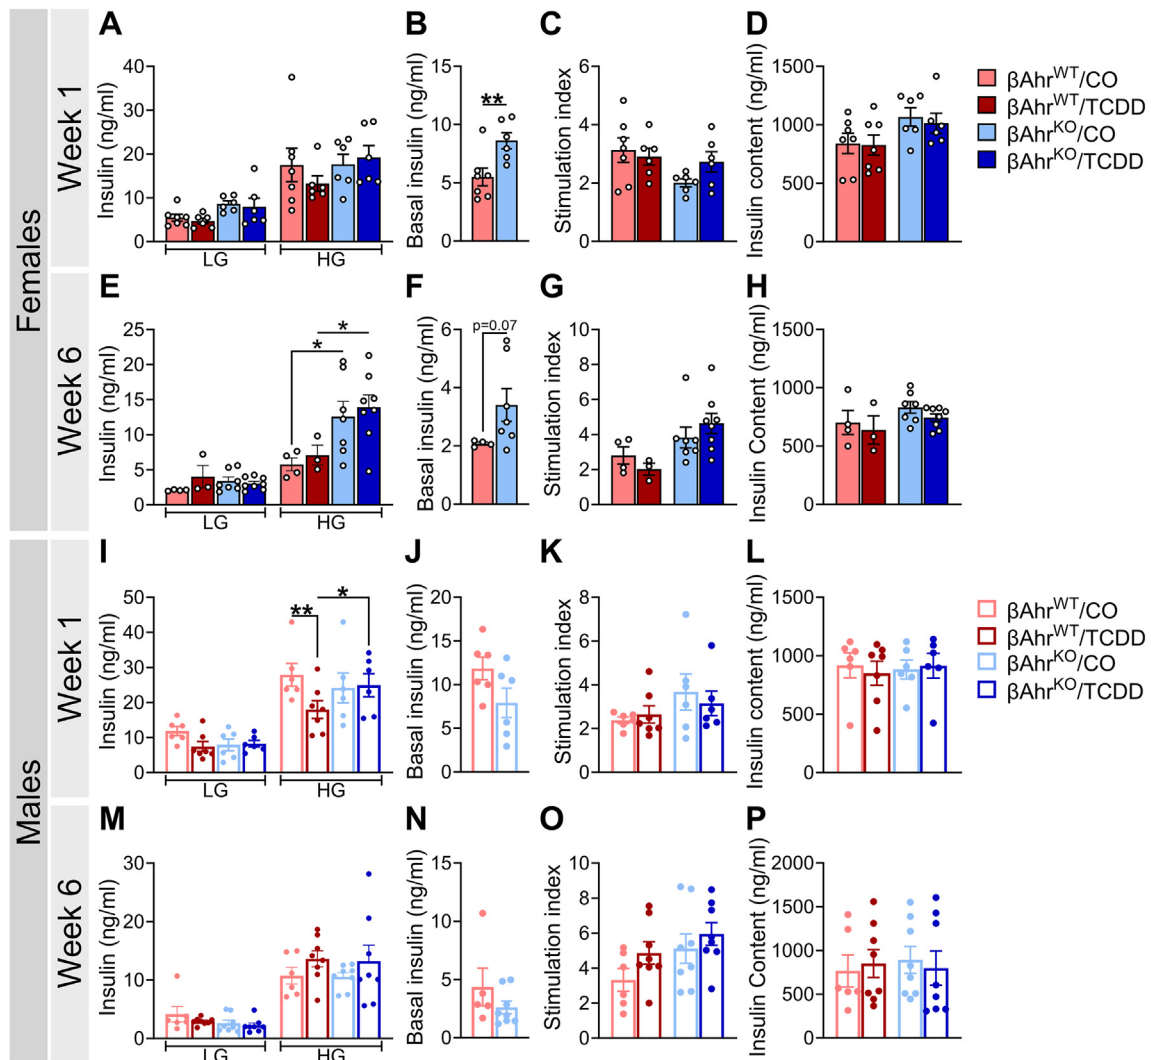 Females
Week 1
A
Insulin (ng/ml)
40
30
20
10
0
LG
HG
B
Basal insulin (ng/ml)
15
10
5
0
**
C
Stimulation index
6
4
2
0
D
Insulin content (ng/ml)
1500
1000
500
0
βAhrWT/CO
βAhrWT/TCDD
βAhrKO/CO
βAhrKO/TCDD
Week 6
E
Insulin (ng/ml)
25
20
15
10
5
0
*
*
LG
HG
F
Basal insulin (ng/ml)
6
4
2
0
p=0.07
G
Stimulation index
10
8
6
4
2
0
H
Insulin Content (ng/ml)
1500
1000
500
0
Males
Week 1
I
Insulin (ng/ml)
50
40
30
20
10
0
**
*
LG
HG
J
Basal insulin (ng/ml)
20
15
10
5
0
K
Stimulation index
8
6
4
2
0
L
Insulin content (ng/ml)
1500
1000
500
0
βAhrWT/CO
βAhrWT/TCDD
βAhrKO/CO
βAhrKO/TCDD
Week 6
M
Insulin (ng/ml)
30
20
10
0
LG
HG
N
Basal insulin (ng/ml)
15
10
5
0
O
Stimulation index
10
8
6
4
2
0
P
Insulin Content (ng/ml)
2000
1500
1000
500
0